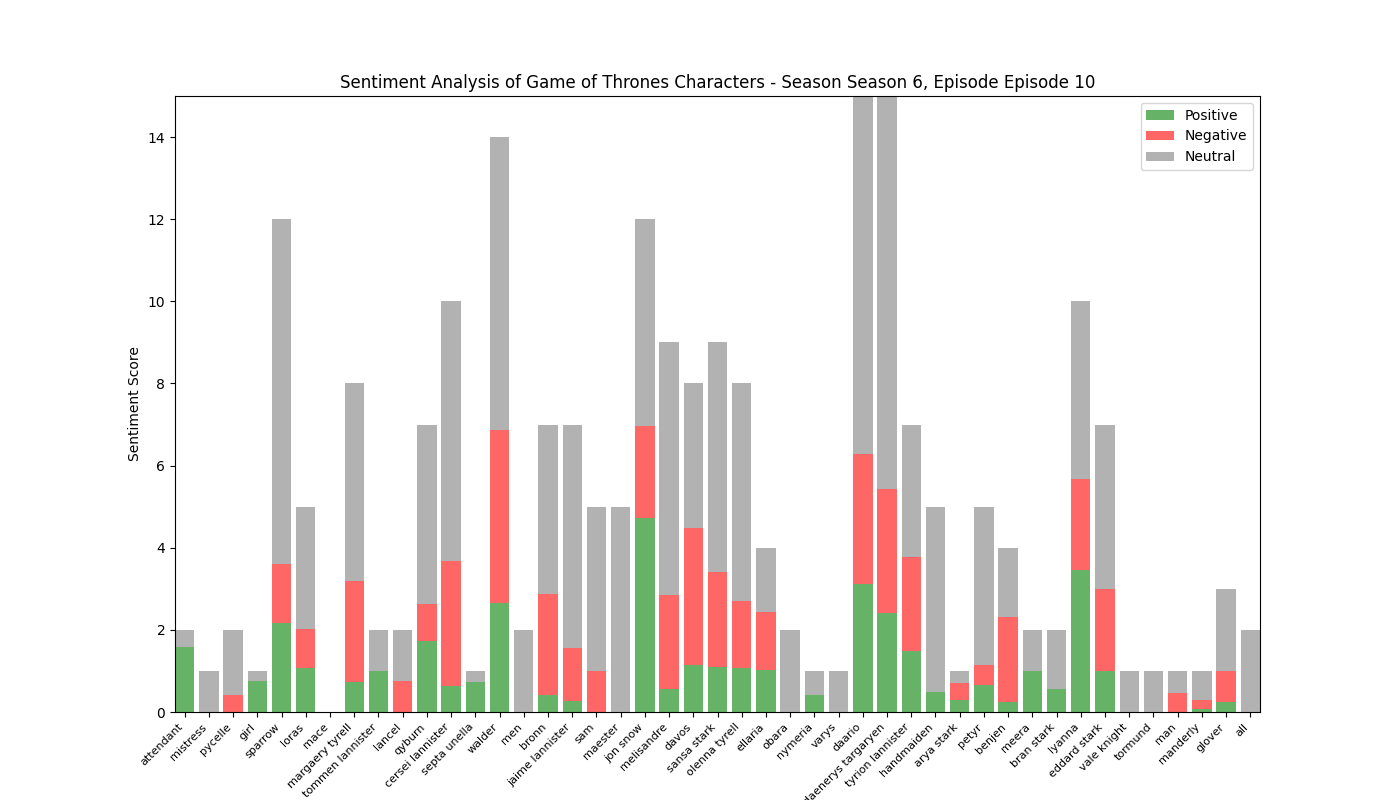 Sentiment Analysis of Game of Thrones Characters - Season Season 6, Episode Episode 10
Positive
Negative
Neutral
Sentiment Score
14
12
10
8
6
4
2
0
attendant
mistress
pycelle
girl
sparrow
loras
mace
margaery tyrell
tommen lannister
lancel
qyburn
cersel lannister
septa unella
walder
men
bronn
jaime lannister
sam
maester
jon snow
melisandre
davos
sansa stark
olenna tyrell
ellaria
obara
nymeria
varys
daario
daenerys targaryen
tyrion lannister
handmaiden
arya stark
petyr
benjen
meera
bran stark
lyanna
eddard stark
vale knight
tormund
man
manderly
glover
all